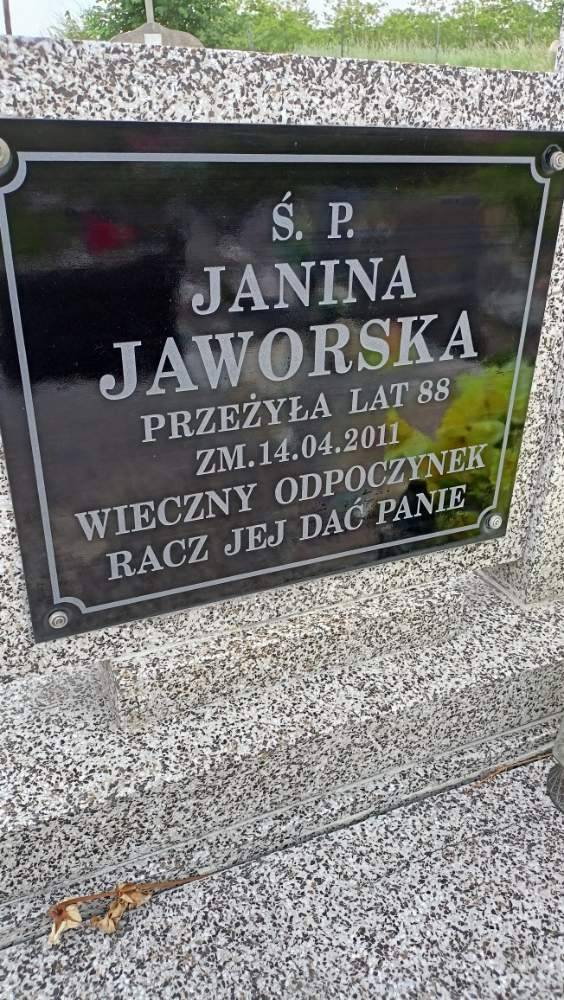 Ś. P.
JANINA
JAWORSKA
PRZEŻYŁA LAT 88
ZM.14.04.2011
WIECZNY ODPOCZYNEK
RACZ JEJ DAĆ PANIE